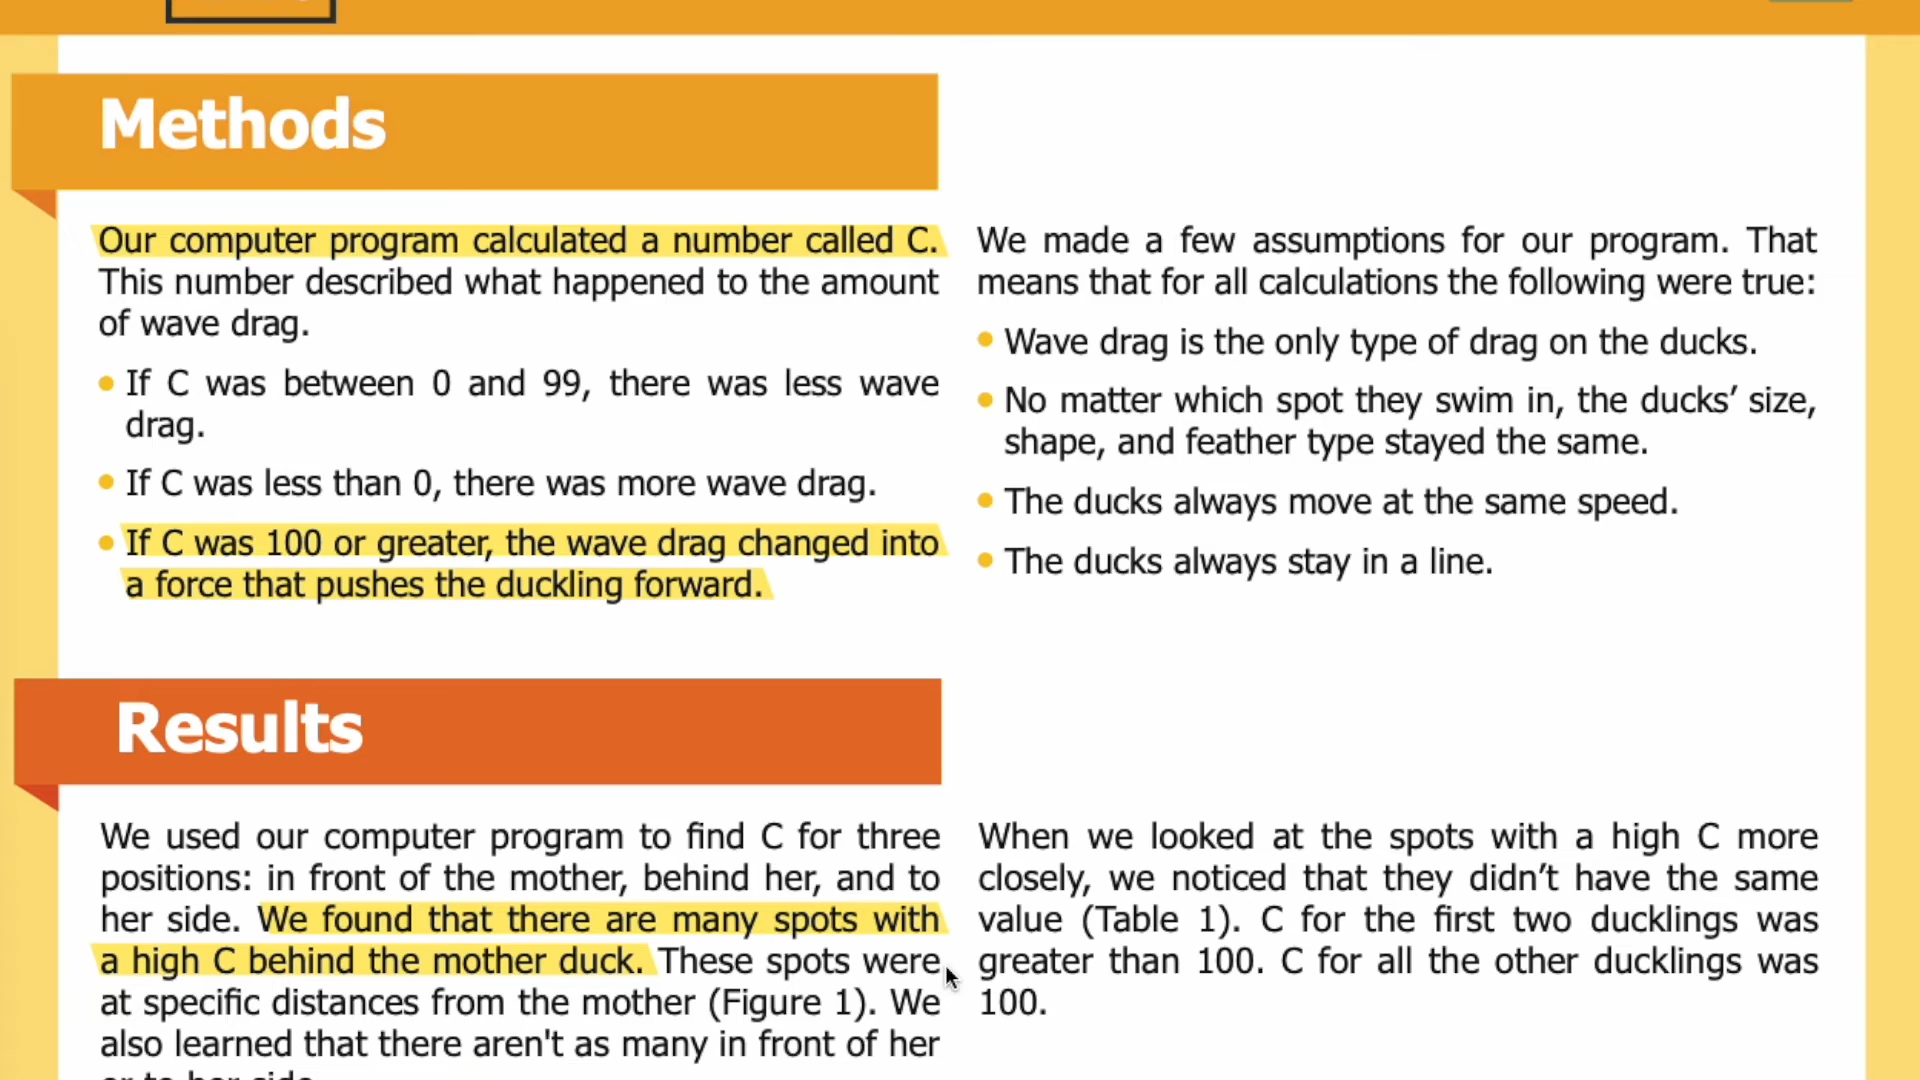 Methods
Our computer program calculated a number called C.
This number described what happened to the amount
of wave drag.
• If C was between 0 and 99, there was less wave
drag.
• If C was less than 0, there was more wave drag.
• If C was 100 or greater, the wave drag changed into
a force that pushes the duckling forward.
We made a few assumptions for our program. That
means that for all calculations the following were true:
• Wave drag is the only type of drag on the ducks.
• No matter which spot they swim in, the ducks’ size,
shape, and feather type stayed the same.
• The ducks always move at the same speed.
• The ducks always stay in a line.
Results
We used our computer program to find C for three
positions: in front of the mother, behind her, and to
her side. We found that there are many spots with
a high C behind the mother duck. These spots were
at specific distances from the mother (Figure 1). We
also learned that there aren't as many in front of her
or to her side.
When we looked at the spots with a high C more
closely, we noticed that they didn’t have the same
value (Table 1). C for the first two ducklings was
greater than 100. C for all the other ducklings was
100.